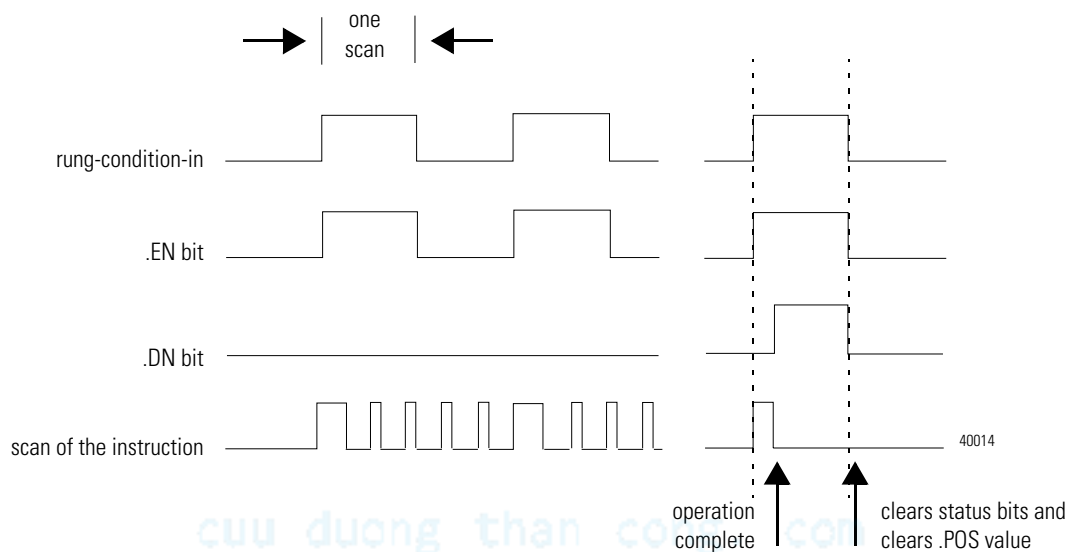 one
scan
rung-condition-in
.EN bit
.DN bit
scan of the instruction
40014
operation
complete
clears status bits and
clears .POS value
cuu duong than cong . com